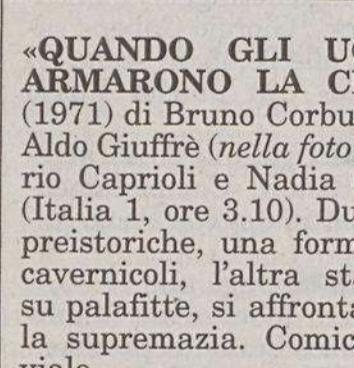 «QUANDO GLI
ARMARONO LA
(1971) di Bruno Corbu
Aldo Giuffrè (nella foto
rio Caprioli e Nadia
(Italia 1, ore 3.10). Du
preistoriche, una form
cavernicoli, l'altra st
su palafitte, si affronta
la supremazia. Comic